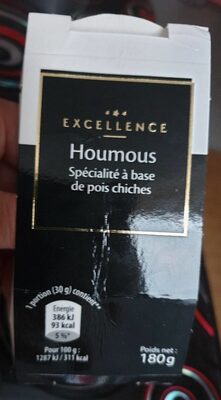 EXCELLENCE
Houmous
Spécialité à base
de pois chiches
1 portion (30 g) contient**
Energie
386 kJ
93 kcal
5 %*
Pour 100 g :
1287 kJ / 311 kcal
Poids net :
180g